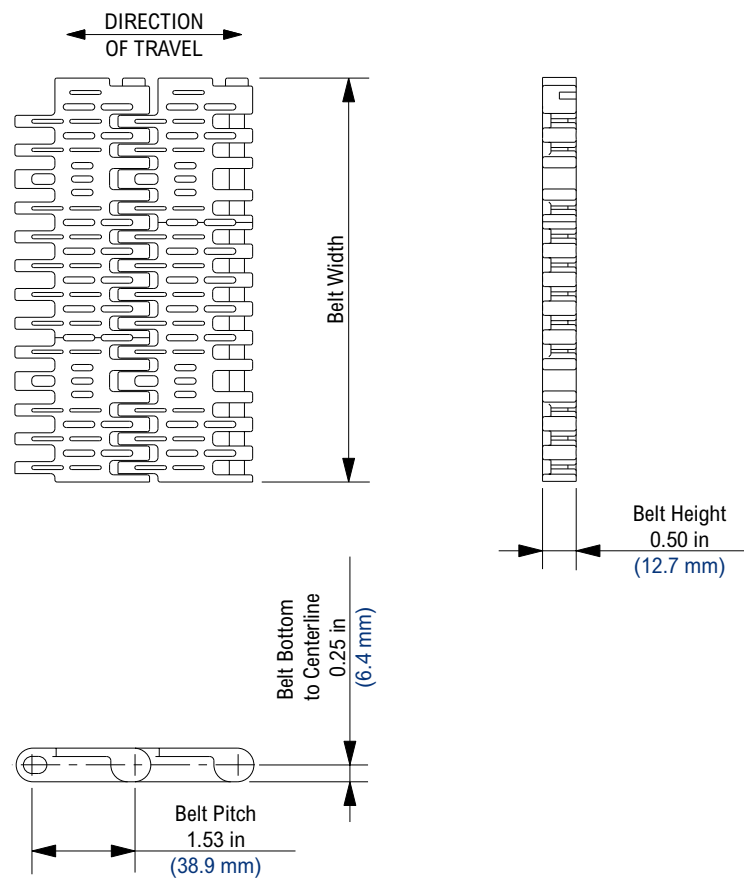 DIRECTION
OF TRAVEL
Belt Width
Belt Height
0.50 in
(12.7 mm)
Belt Bottom
to Centerline
0.25 in
(6.4 mm)
Belt Pitch
1.53 in
(38.9 mm)